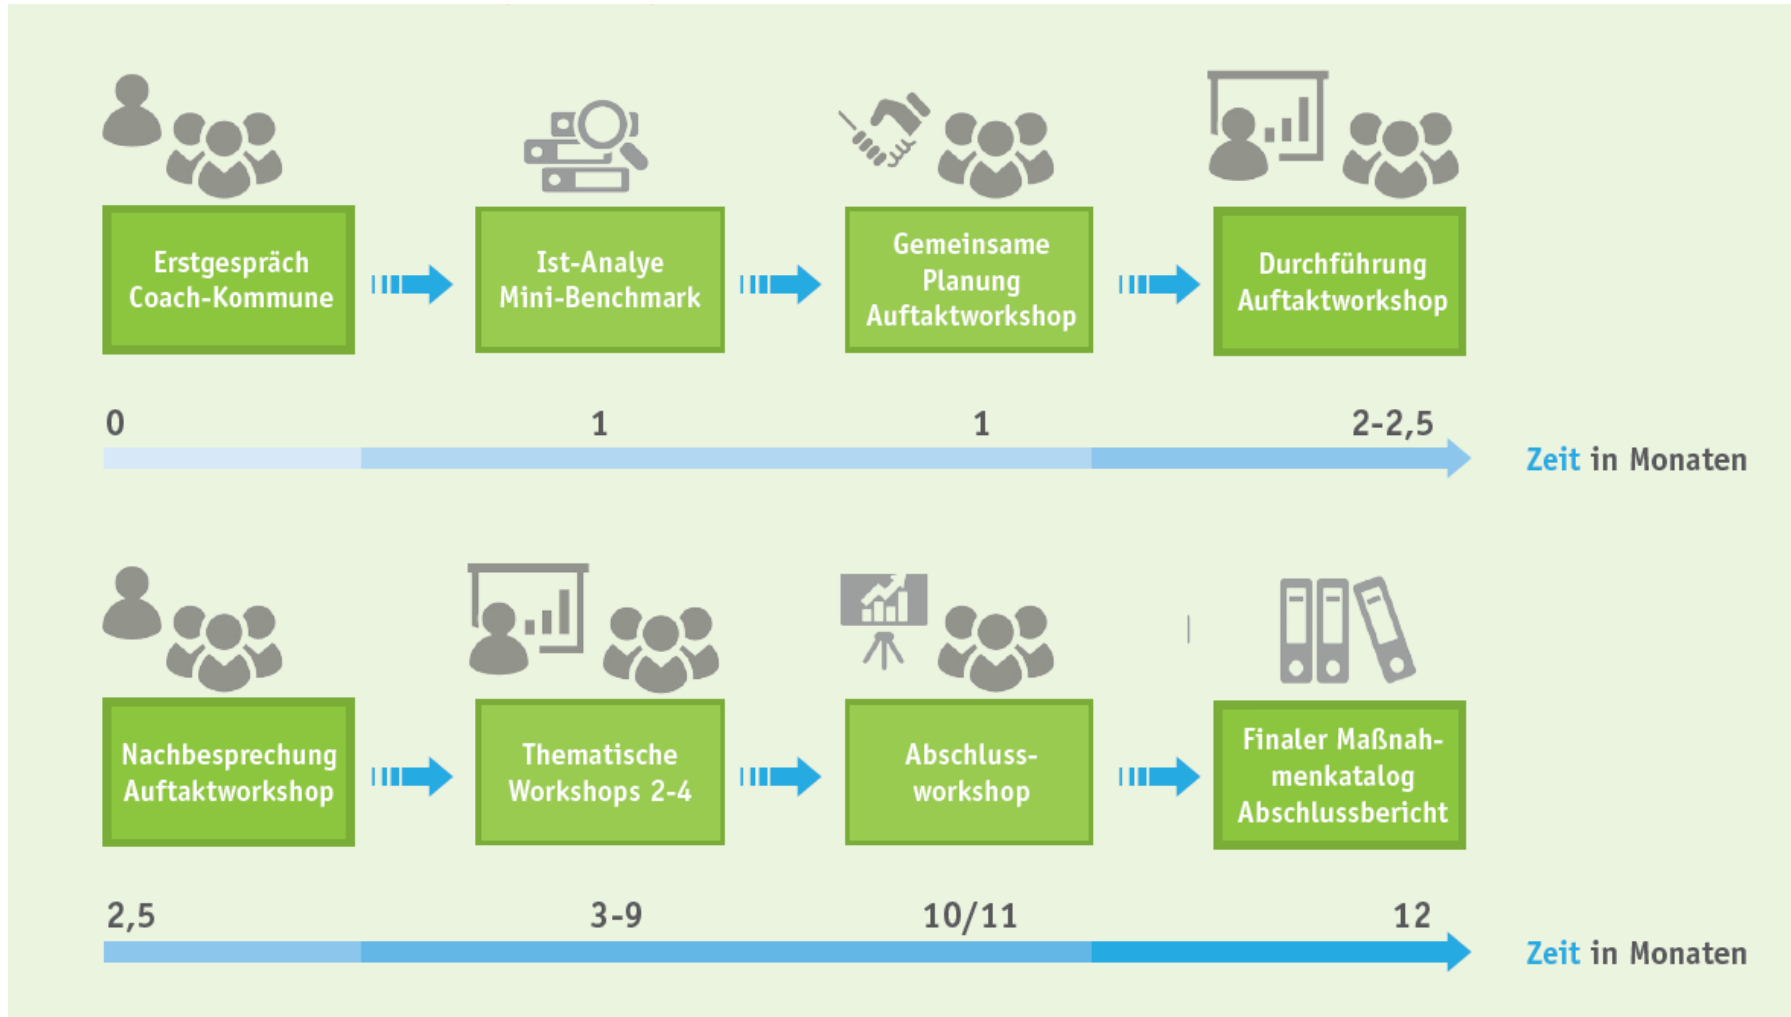 Erstgespräch
Coach-Kommune
Ist-Analye
Mini-Benchmark
Gemeinsame
Planung
Auftaktworkshop
Durchführung
Auftaktworkshop
0
1
1
2-2,5
Zeit in Monaten
Nachbesprechung
Auftaktworkshop
Thematische
Workshops 2-4
Abschluss-
workshop
Finaler Maßnah-
menkatalog
Abschlussbericht
2,5
3-9
10/11
12
Zeit in Monaten